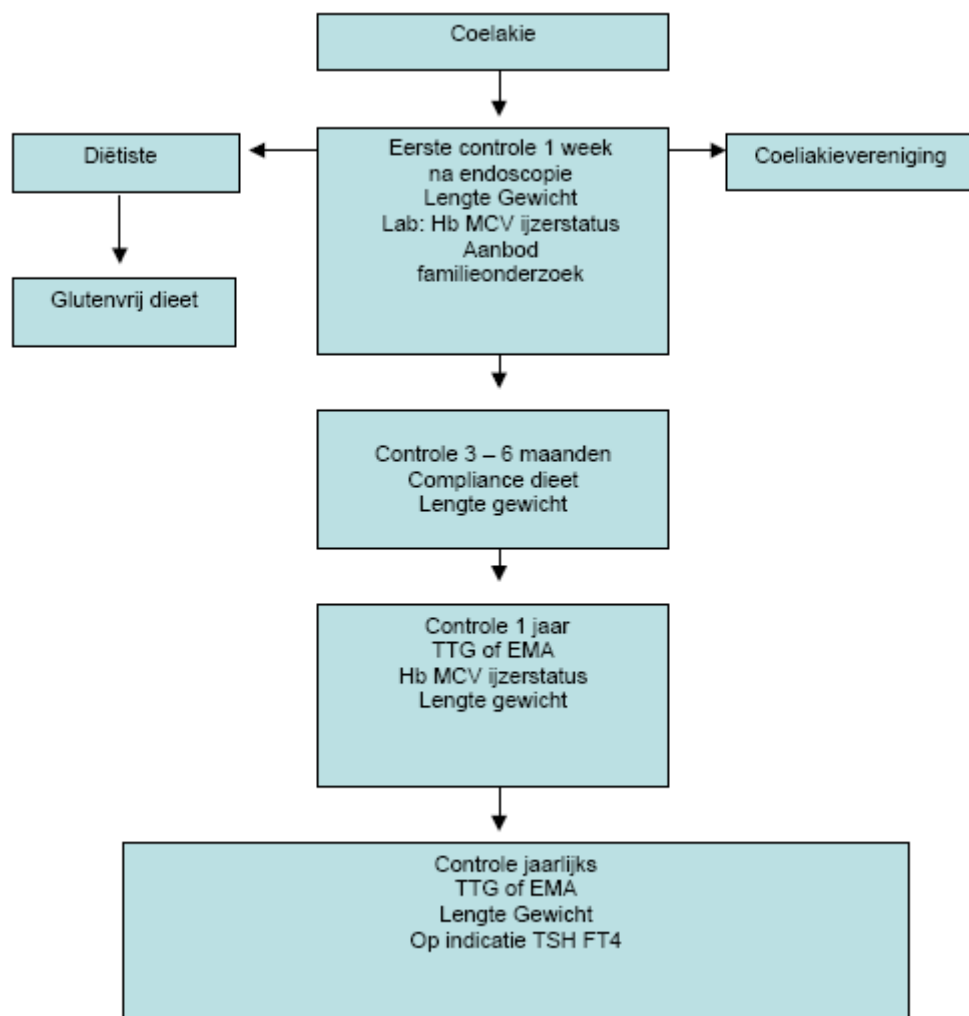 Coelakie
Diëtiste
Eerste controle 1 week
na endoscopie
Lengte Gewicht
Lab: Hb MCV ijzerstatus
Aanbod
familieonderzoek
Coeliakievereniging
Glutenvrij dieet
Controle 3 – 6 maanden
Compliance dieet
Lengte gewicht
Controle 1 jaar
TTG of EMA
Hb MCV ijzerstatus
Lengte gewicht
Controle jaarlijks
TTG of EMA
Lengte Gewicht
Op indicatie TSH FT4